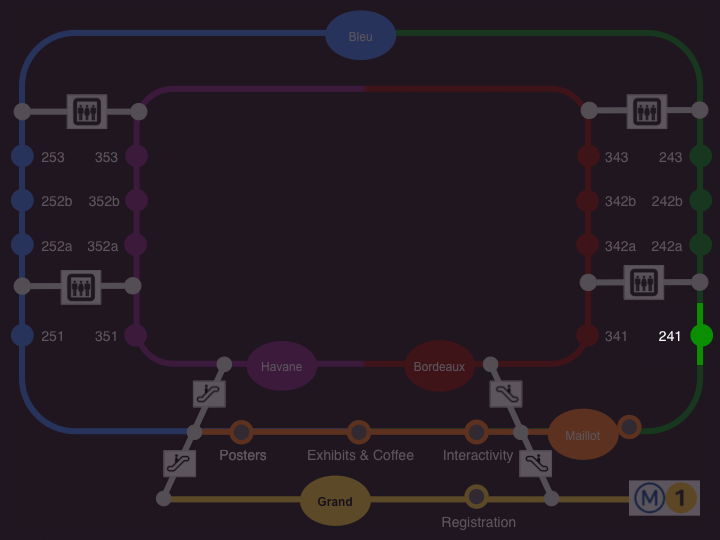 Bleu
253 353 343 243
252b 352b 342b 242b
252a 352a 342a 242a
251 351 341 241
Havane Bordeaux
Maillot
Posters Exhibits & Coffee Interactivity
Grand
M 1
Registration